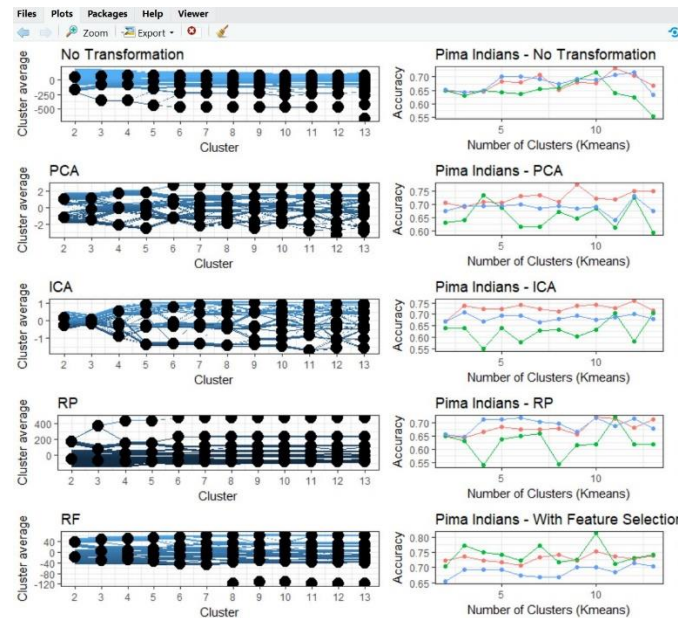 Files Plots Packages Help Viewer
Zoom Export
No Transformation
Cluster average
0
-250
-500
2 3 4 5 6 7 8 9 10 11 12 13
Cluster
Pima Indians - No Transformation
Accuracy
0.70
0.65
0.60
0.55
5 10
Number of Clusters (Kmeans)
PCA
Cluster average
2
0
-2
2 3 4 5 6 7 8 9 10 11 12 13
Cluster
Pima Indians - PCA
Accuracy
0.75
0.70
0.65
0.60
5 10
Number of Clusters (Kmeans)
ICA
Cluster average
1
0
-1
2 3 4 5 6 7 8 9 10 11 12 13
Cluster
Pima Indians - ICA
Accuracy
0.75
0.70
0.65
0.60
0.55
5 10
Number of Clusters (Kmeans)
RP
Cluster average
400
200
0
2 3 4 5 6 7 8 9 10 11 12 13
Cluster
Pima Indians - RP
Accuracy
0.70
0.65
0.60
0.55
5 10
Number of Clusters (Kmeans)
RF
Cluster average
40
0
-40
-80
-120
2 3 4 5 6 7 8 9 10 11 12 13
Cluster
Pima Indians - With Feature Selection
Accuracy
0.80
0.75
0.70
0.65
5 10
Number of Clusters (Kmeans)